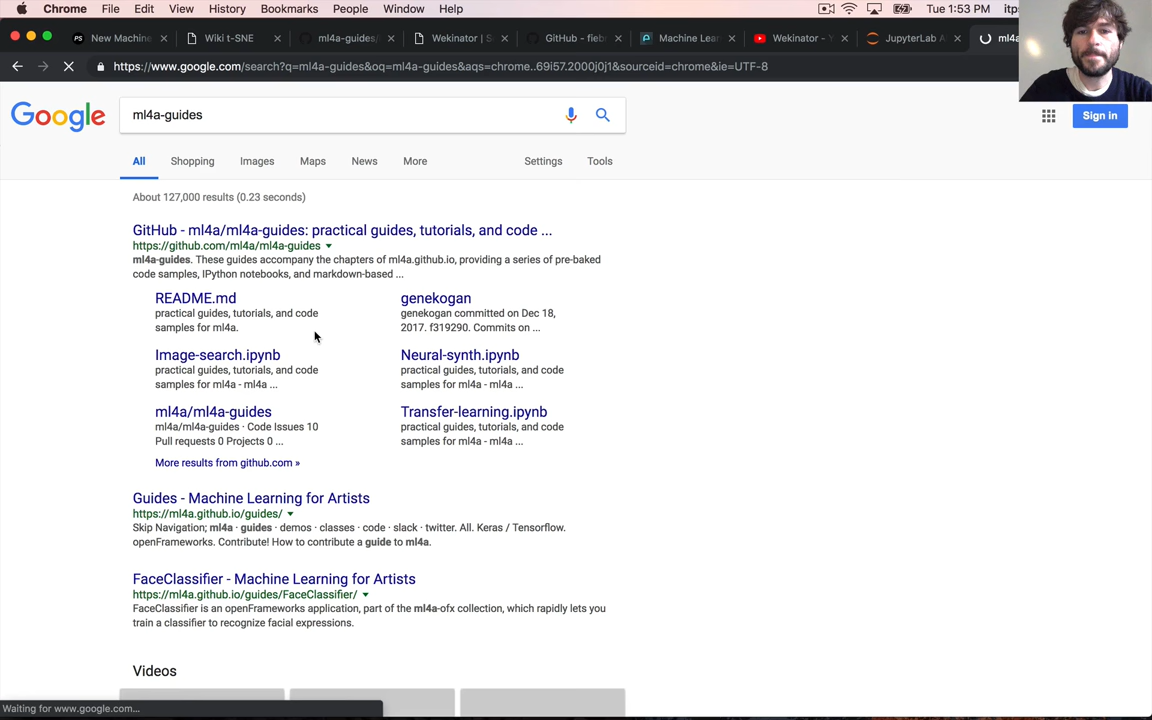 Chrome File Edit View History Bookmarks People Window Help Tue 1:53 PM itp
New Machine Wiki t-SNE ml4a-guides/ Wekinator | S GitHub - fieb Machine Lear Wekinator - Y JupyterLab A ml4a
https://www.google.com/search?q=ml4a-guides&oq=ml4a-guides&aqs=chrome..69i57.2000j0j1&sourceid=chrome&ie=UTF-8
Google ml4a-guides Sign in
All Shopping Images Maps News More Settings Tools
About 127,000 results (0.23 seconds)
GitHub - ml4a/ml4a-guides: practical guides, tutorials, and code ...
https://github.com/ml4a/ml4a-guides
ml4a-guides. These guides accompany the chapters of ml4a.github.io, providing a series of pre-baked
code samples, IPython notebooks, and markdown-based ...
README.md
practical guides, tutorials, and code
samples for ml4a.
genekogan
genekogan committed on Dec 18,
2017. f319290. Commits on ...
Image-search.ipynb
practical guides, tutorials, and code
samples for ml4a - ml4a ...
Neural-synth.ipynb
practical guides, tutorials, and code
samples for ml4a - ml4a ...
ml4a/ml4a-guides
ml4a/ml4a-guides · Code Issues 10
Pull requests 0 Projects 0 ...
Transfer-learning.ipynb
practical guides, tutorials, and code
samples for ml4a - ml4a ...
More results from github.com »
Guides - Machine Learning for Artists
https://ml4a.github.io/guides/
Skip Navigation; ml4a · guides · demos · classes · code · slack · twitter. All. Keras / Tensorflow.
openFrameworks. Contribute! How to contribute a guide to ml4a.
FaceClassifier - Machine Learning for Artists
https://ml4a.github.io/guides/FaceClassifier/
FaceClassifier is an openFrameworks application, part of the ml4a-ofx collection, which rapidly lets you
train a classifier to recognize facial expressions.
Videos
Waiting for www.google.com...